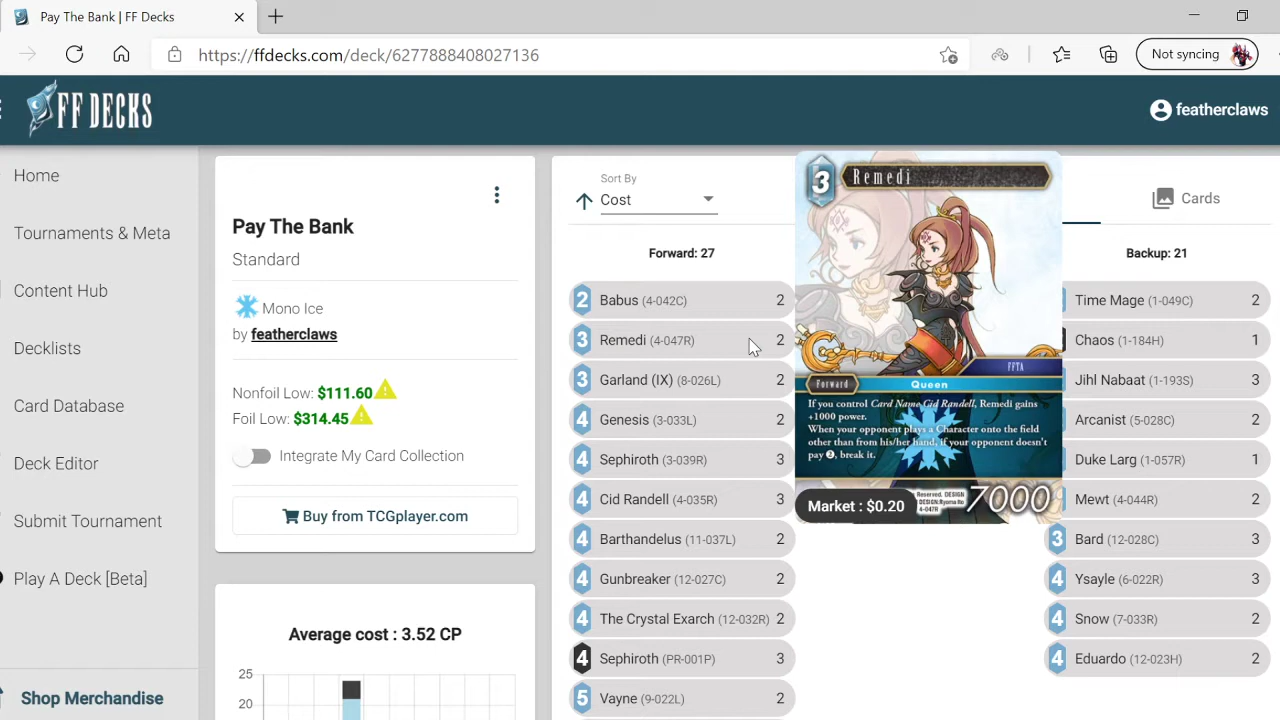 Pay The Bank | FF Decks
https://ffdecks.com/deck/6277888408027136
Not syncing
FF DECKS
featherclaws
Home
Tournaments & Meta
Content Hub
Decklists
Card Database
Deck Editor
Submit Tournament
Play A Deck [Beta]
Shop Merchandise
Pay The Bank
Standard
Mono Ice
by featherclaws
Nonfoil Low: $111.60
Foil Low: $314.45
Integrate My Card Collection
Buy from TCGplayer.com
Average cost : 3.52 CP
25
20
Sort By
Cost
Forward: 27
2 Babus (4-042C) 2
3 Remedi (4-047R) 2
3 Garland (IX) (8-026L) 2
4 Genesis (3-033L) 2
4 Sephiroth (3-039R) 3
4 Cid Randell (4-035R) 3
4 Barthandelus (11-037L) 2
4 Gunbreaker (12-027C) 2
4 The Crystal Exarch (12-032R) 2
4 Sephiroth (PR-001P) 3
5 Vayne (9-022L) 2
3 Remedi
FFTA
Forward
Queen
If you control Card Name Cid Randell, Remedi gains
+1000 power.
When your opponent plays a Character onto the field
other than from his/her hand, if your opponent doesn't
pay 2, break it.
Market : $0.20
4-047R
7000
Cards
Backup: 21
Time Mage (1-049C) 2
Chaos (1-184H) 1
Jihl Nabaat (1-193S) 3
Arcanist (5-028C) 2
Duke Larg (1-057R) 1
Mewt (4-044R) 2
3 Bard (12-028C) 3
4 Ysayle (6-022R) 3
4 Snow (7-033R) 2
4 Eduardo (12-023H) 2